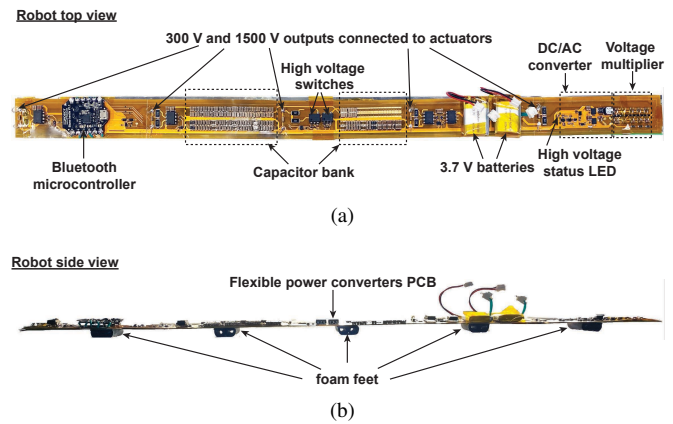 Robot top view
300 V and 1500 V outputs connected to actuators
DC/AC
converter
Voltage
multiplier
High voltage
switches
Bluetooth
microcontroller
Capacitor bank
3.7 V batteries
High voltage
status LED
(a)
Robot side view
Flexible power converters PCB
foam feet
(b)